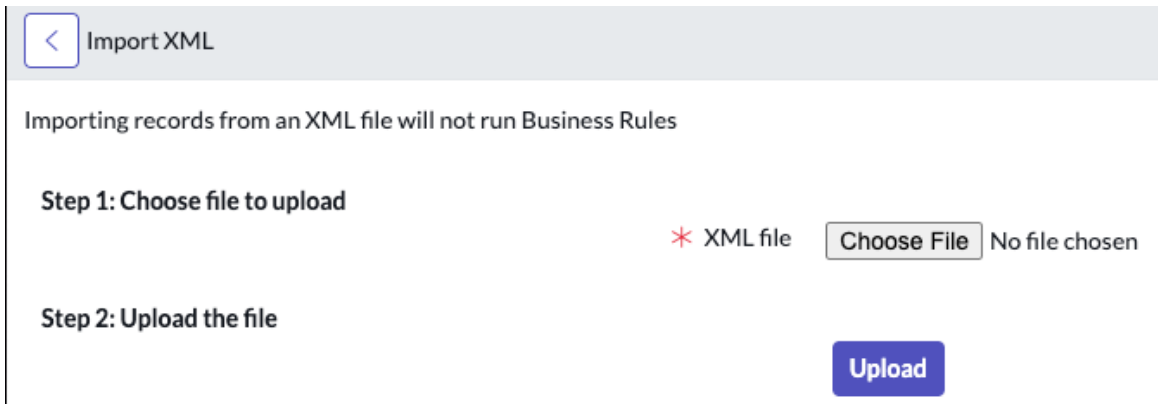 Import XML
Importing records from an XML file will not run Business Rules
Step 1: Choose file to upload
* XML file Choose File No file chosen
Step 2: Upload the file
Upload